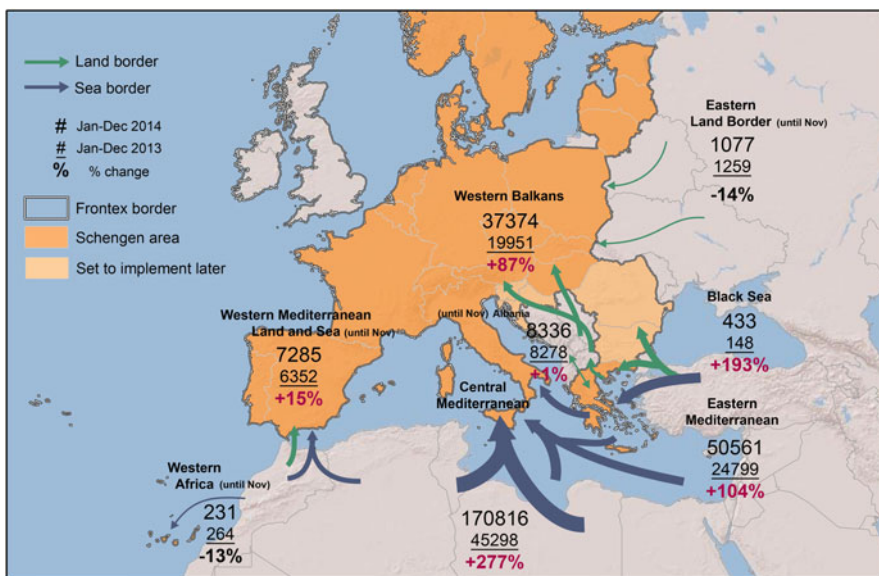 Land border
Sea border
# Jan-Dec 2014
# Jan-Dec 2013
% % change
Frontex border
Schengen area
Set to implement later
Eastern
Land Border (until Nov)
1077
1259
-14%
Western Balkans
37374
19951
+87%
Western Mediterranean
Land and Sea (until Nov)
7285
6352
+15%
(until Nov) Albania
8336
8278
+1%
Black Sea
433
148
+193%
Central
Mediterranean
170816
45298
+277%
Eastern
Mediterranean
50561
24799
+104%
Western
Africa (until Nov)
231
264
-13%